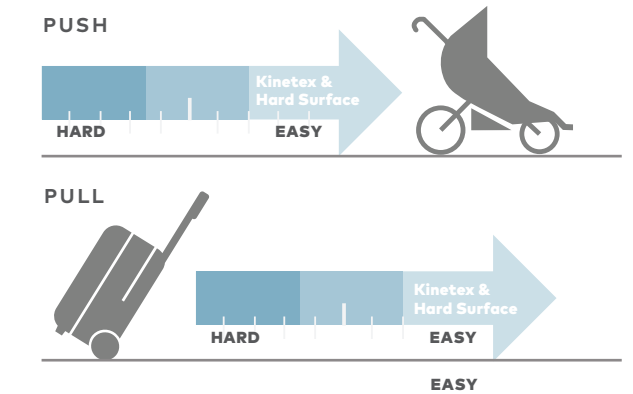 PUSH
Kinetex &
Hard Surface
HARD
EASY
PULL
Kinetex &
Hard Surface
HARD
EASY
EASY